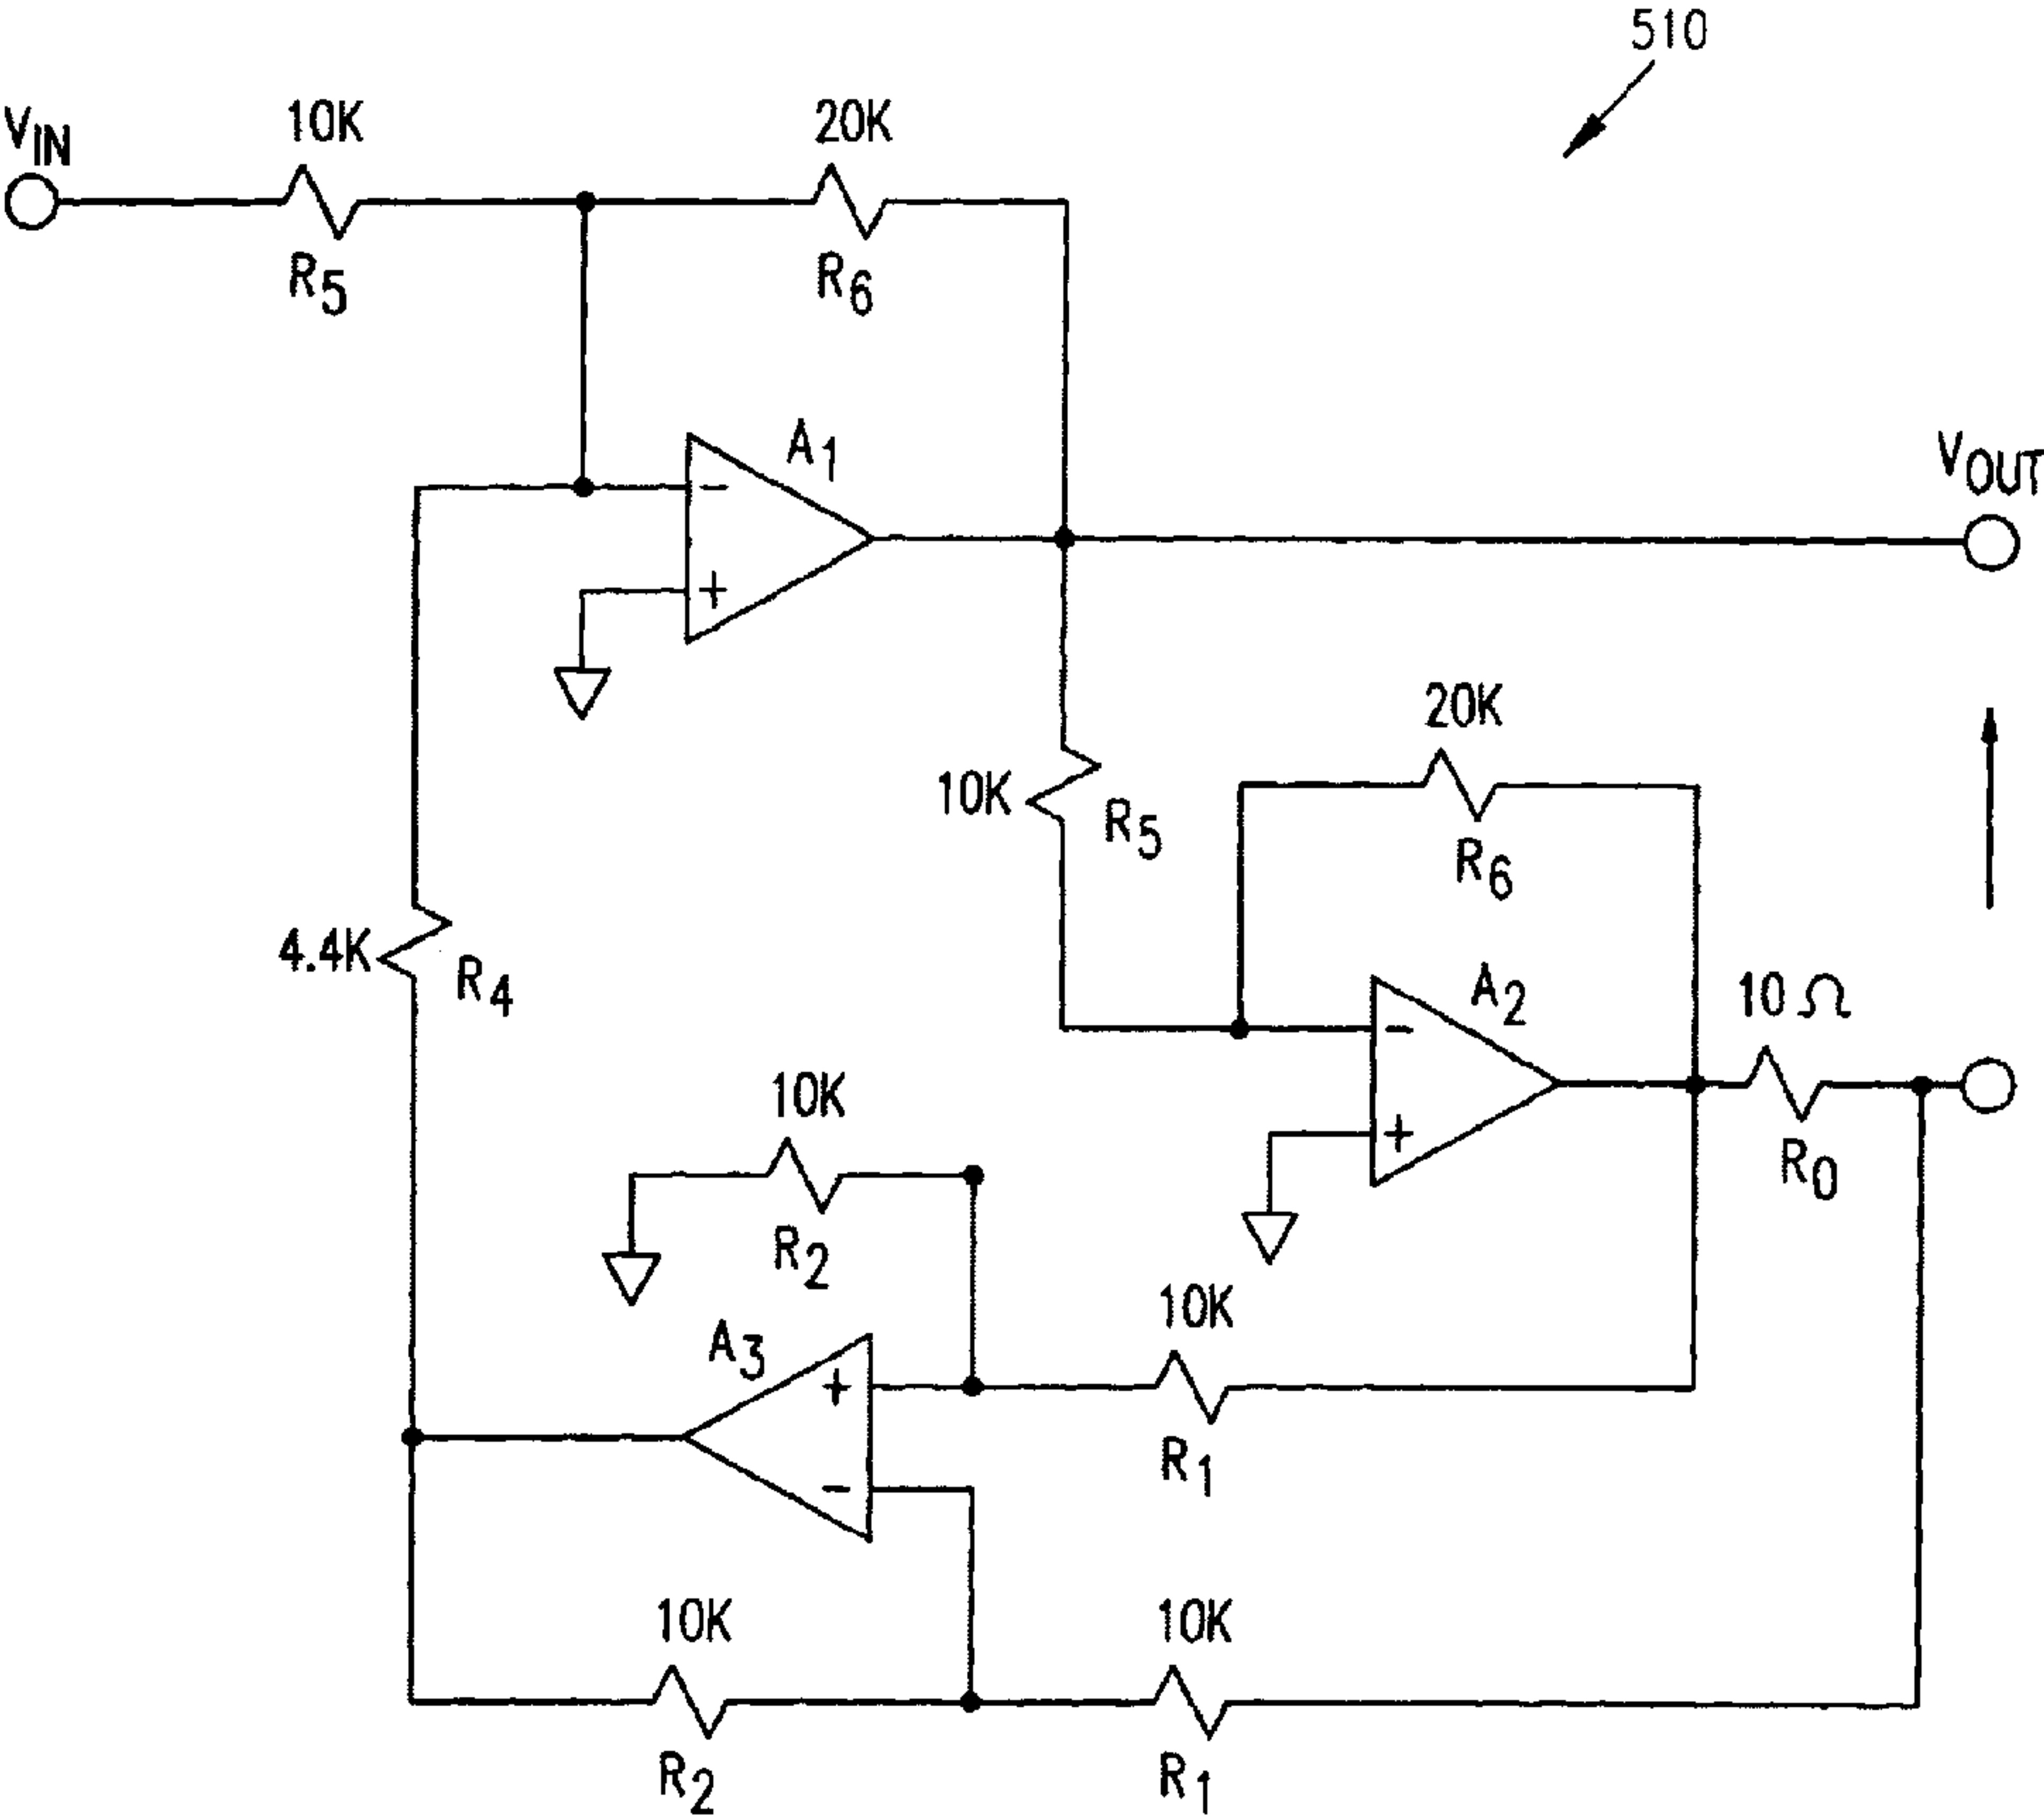 510
V_IN
10K
R5
20K
R6
A1
-
+
V_OUT
10K
R5
20K
R6
4.4K
R4
A2
-
+
10 Ω
R0
10K
R2
10K
R1
A3
+
-
10K
R2
10K
R1